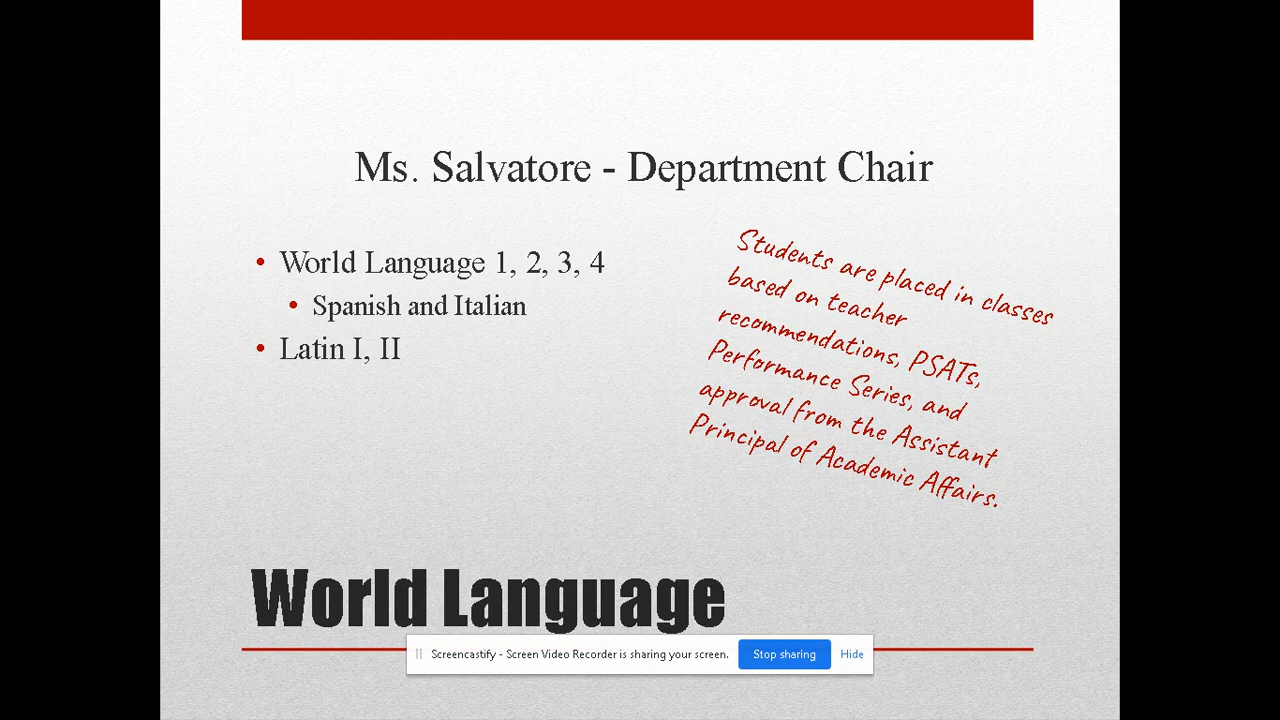 Ms. Salvatore - Department Chair
• World Language 1, 2, 3, 4
• Spanish and Italian
• Latin I, II
Students are placed in classes
based on teacher
recommendations, PSATs,
Performance Series, and
approval from the Assistant
Principal of Academic Affairs.
World Language
Screencastify - Screen Video Recorder is sharing your screen. Stop sharing Hide